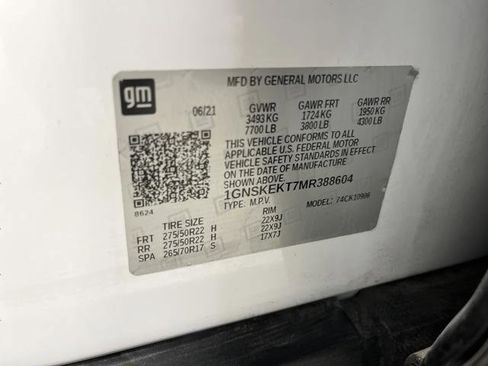 gm
MFD BY GENERAL MOTORS LLC
06/21 GVWR GAWR FRT GAWR RR
3493 KG 1724 KG 1950 KG
7700 LB 3800 LB 4300 LB
THIS VEHICLE CONFORMS TO ALL
APPLICABLE U.S. FEDERAL MOTOR
VEHICLE SAFETY STANDARDS IN EFFECT
ON THE DATE OF MANUFACTURE
SHOWN ABOVE.
1GNSKEKT7MR388604
8624 TYPE: M.P.V. MODEL: 74CK10906
TIRE SIZE RIM
FRT 275/50R22 H 22X9J
RR 275/50R22 H 22X9J
SPA 265/70R17 S 17X7J